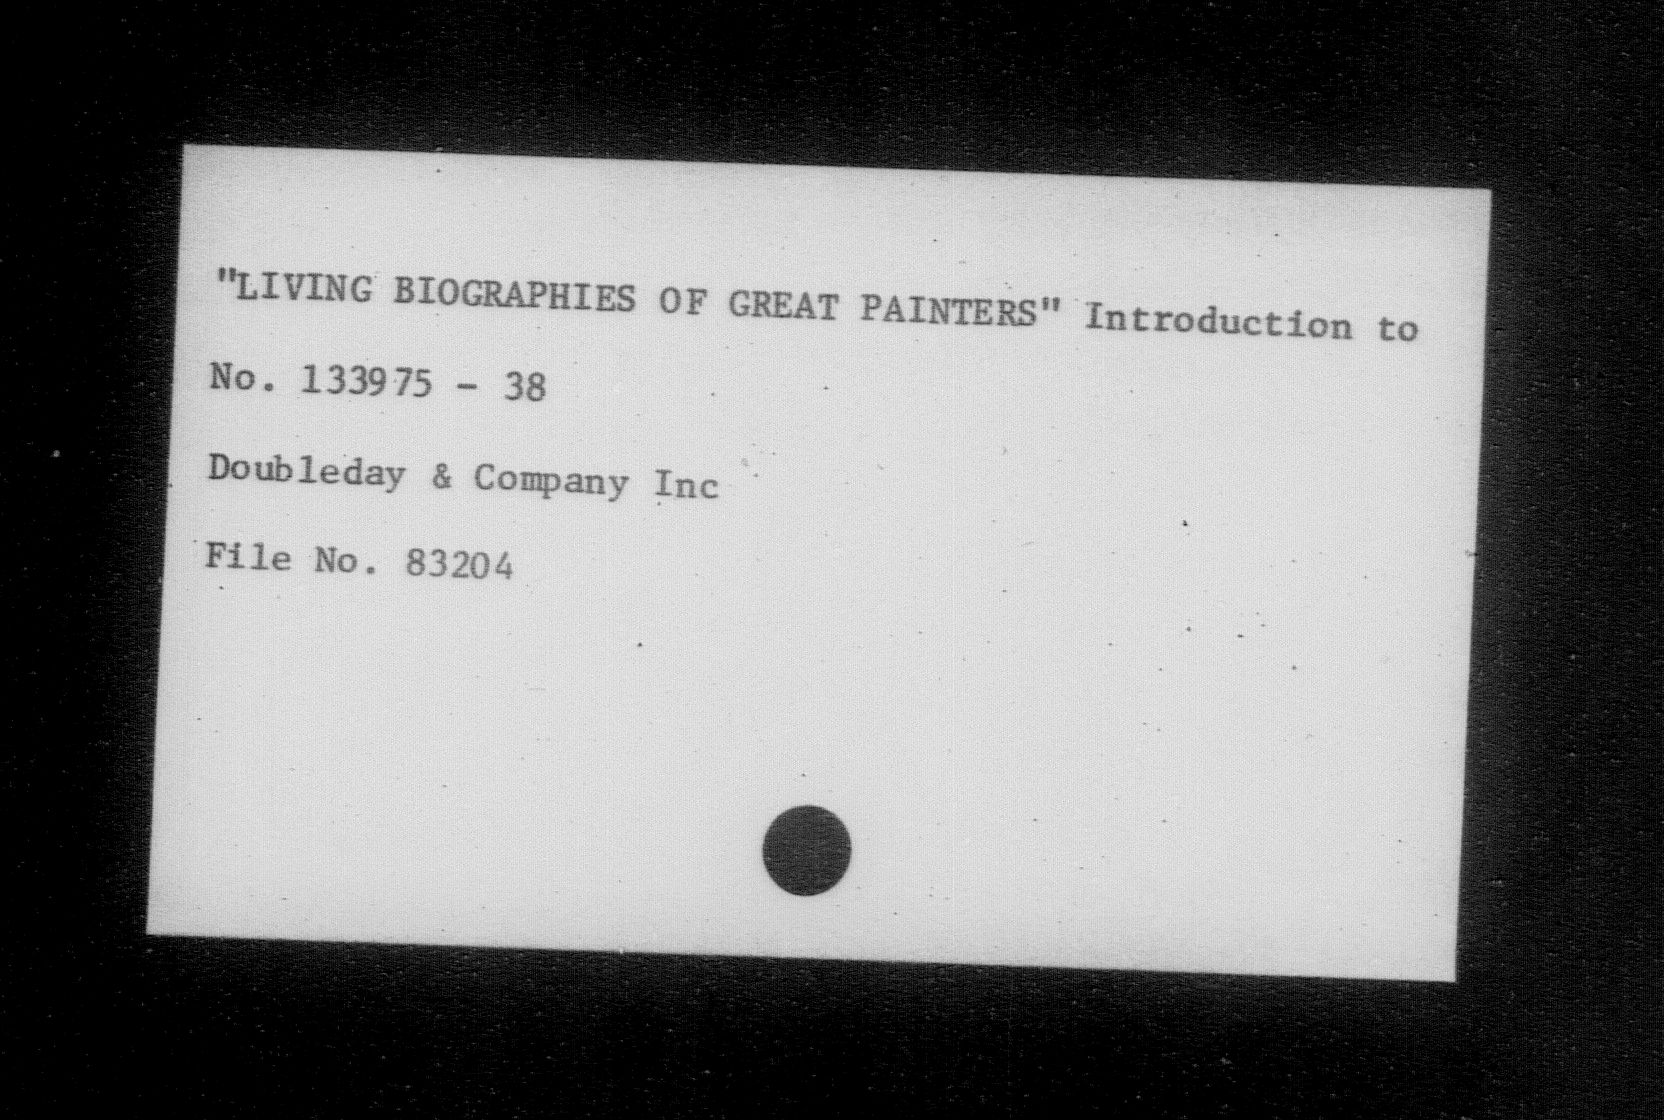 "LIVING BIOGRAPHIES OF GREAT PAINTERS" Introduction to
No. 133975 - 38
Doubleday & Company Inc
File No. 83204